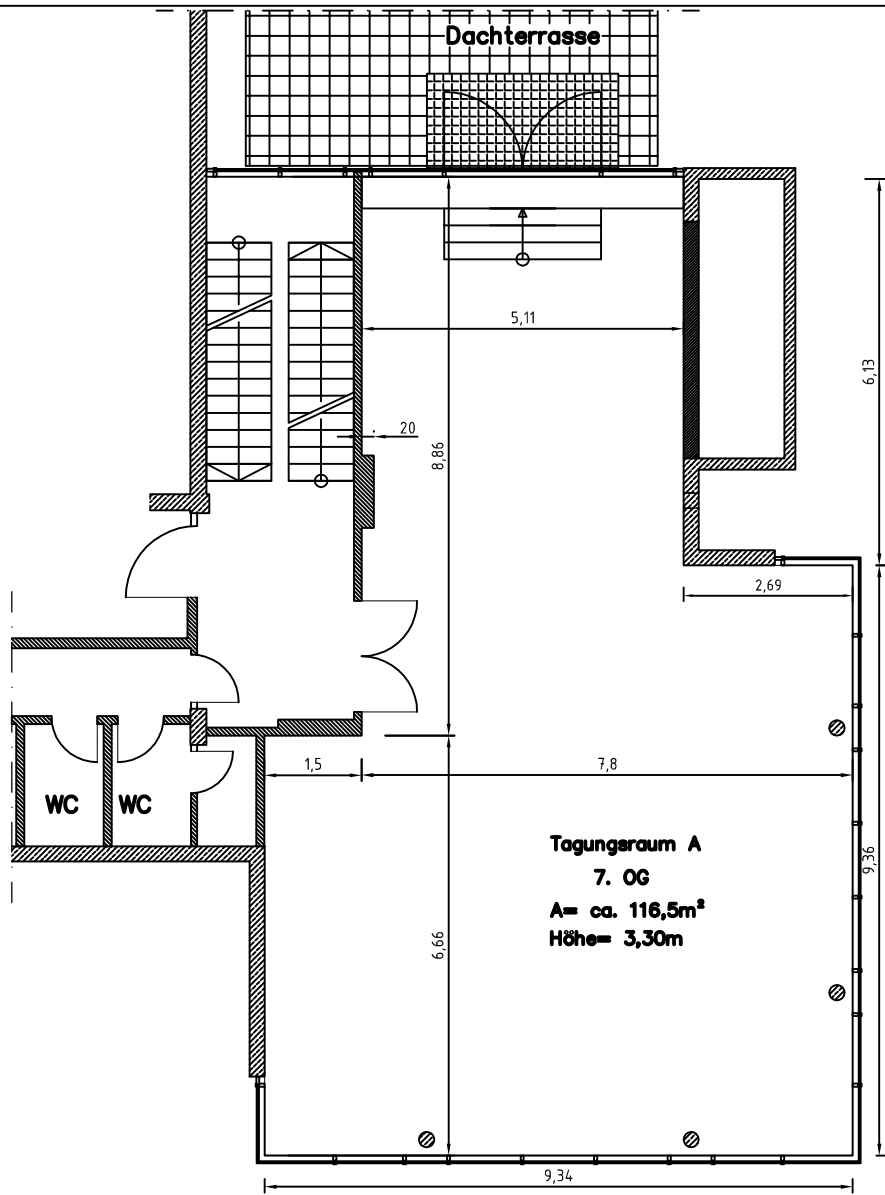 Dachterrasse
5,11
6,13
20
8,86
2,69
1,5
7,8
WC
WC
Tagungsraum A
7. OG
A= ca. 116,5m²
Höhe= 3,30m
9,36
6,66
9,34